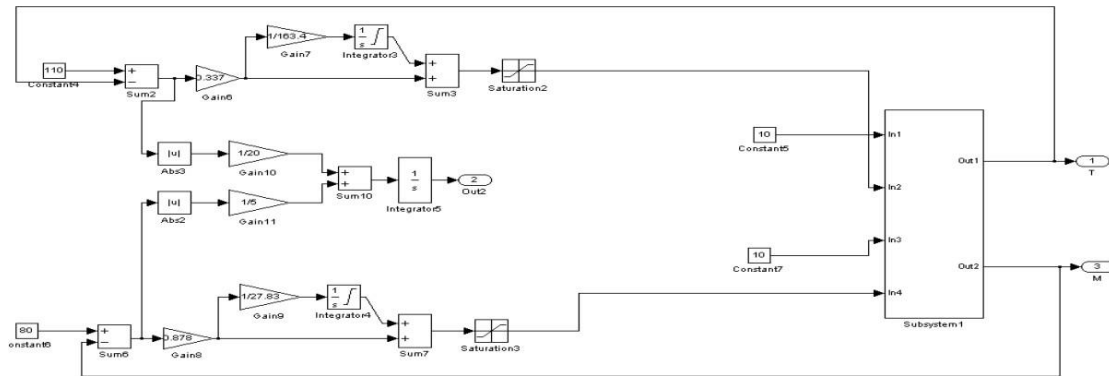 1/163.4
1
s
Gain7
Integrator3
110
+
−
Constant4
Sum2
0.337
Gain6
+
+
Sum3
Saturation2
10
Constant5
In1
Out1
1
T
|u|
Abs3
1/20
Gain10
+
+
Sum10
1
s
Integrator5
2
Out2
In2
|u|
Abs2
1/5
Gain11
10
Constant7
In3
Out2
3
M
1/27.83
Gain9
1
s
Integrator4
In4
Subsystem1
80
onstant6
+
−
Sum6
0.878
Gain8
+
+
Sum7
Saturation3